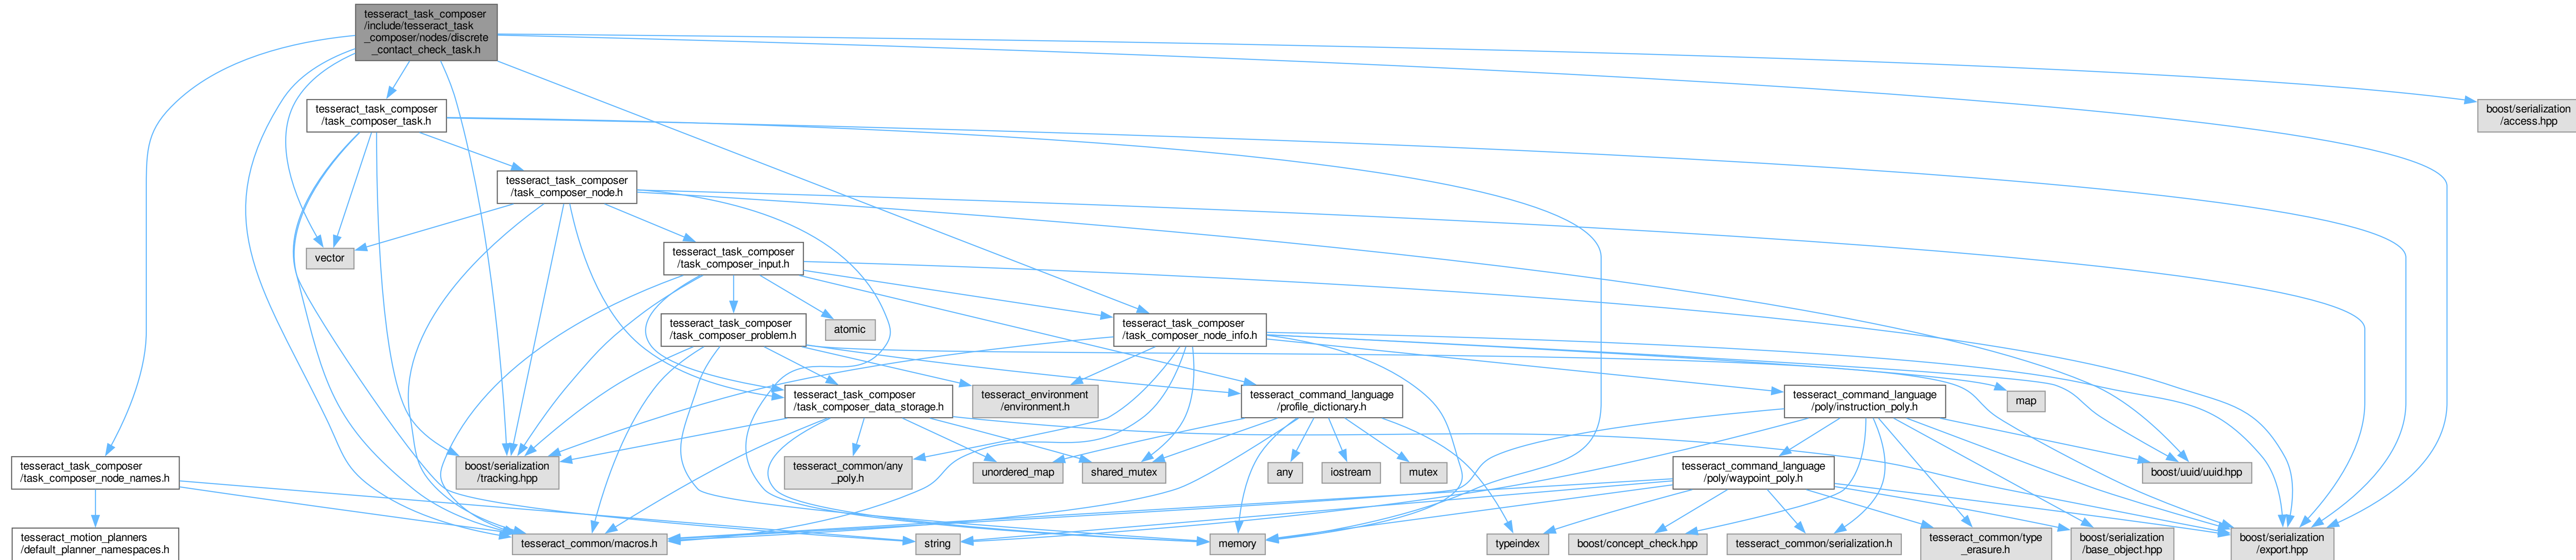 tesseract_task_composer
/include/tesseract_task
_composer/nodes/discrete
_contact_check_task.h
tesseract_task_composer
/task_composer_task.h
boost/serialization
/access.hpp
tesseract_task_composer
/task_composer_node.h
vector
tesseract_task_composer
/task_composer_input.h
tesseract_task_composer
/task_composer_problem.h
atomic
tesseract_task_composer
/task_composer_node_info.h
tesseract_task_composer
/task_composer_data_storage.h
tesseract_environment
/environment.h
tesseract_command_language
/profile_dictionary.h
tesseract_command_language
/poly/instruction_poly.h
map
tesseract_task_composer
/task_composer_node_names.h
boost/serialization
/tracking.hpp
tesseract_common/any
_poly.h
unordered_map
shared_mutex
any
iostream
mutex
tesseract_command_language
/poly/waypoint_poly.h
boost/uuid/uuid.hpp
tesseract_motion_planners
/default_planner_namespaces.h
tesseract_common/macros.h
string
memory
typeindex
boost/concept_check.hpp
tesseract_common/serialization.h
tesseract_common/type
_erasure.h
boost/serialization
/base_object.hpp
boost/serialization
/export.hpp